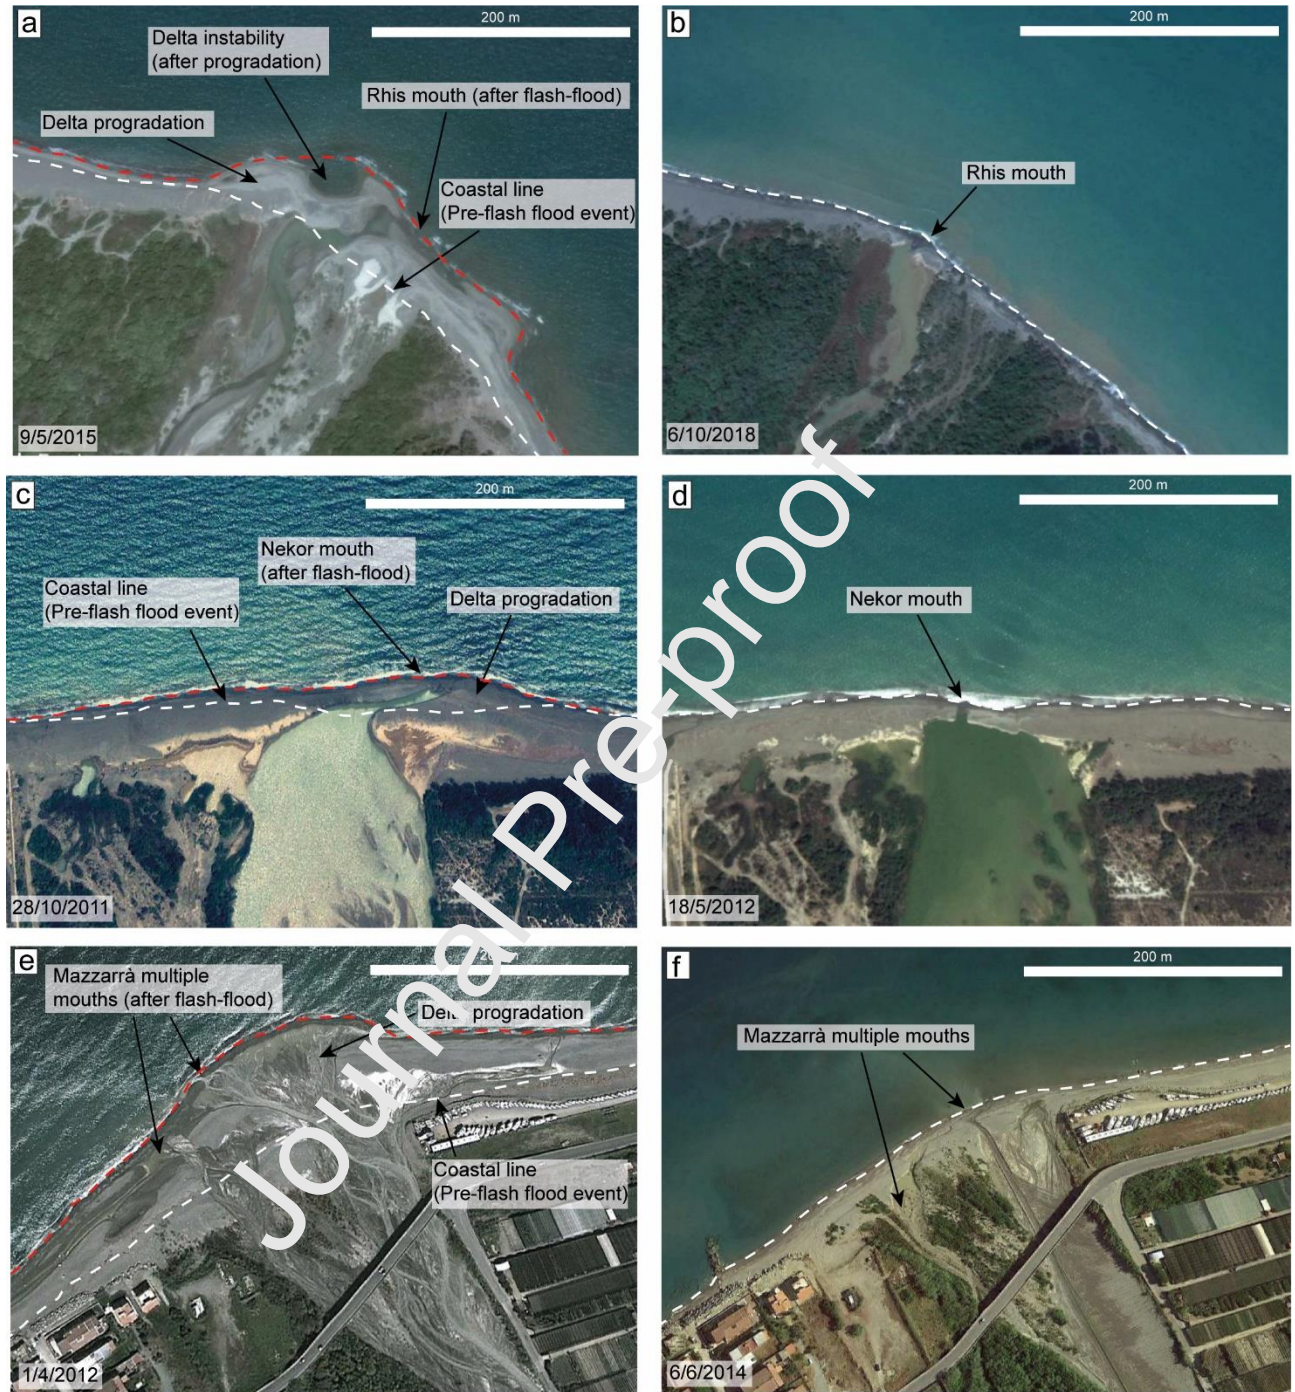 a
200 m
Delta instability
(after progradation)
Rhis mouth (after flash-flood)
Delta progradation
Coastal line
(Pre-flash flood event)
9/5/2015
b
200 m
Rhis mouth
6/10/2018
c
200 m
Nekor mouth
(after flash-flood)
Coastal line
(Pre-flash flood event)
Delta progradation
28/10/2011
d
200 m
Nekor mouth
18/5/2012
e
Mazzarrà multiple
mouths (after flash-flood)
progradation
Coastal line
(Pre-flash flood event)
1/4/2012
f
200 m
Mazzarrà multiple mouths
6/6/2014
Journal Pre-proof